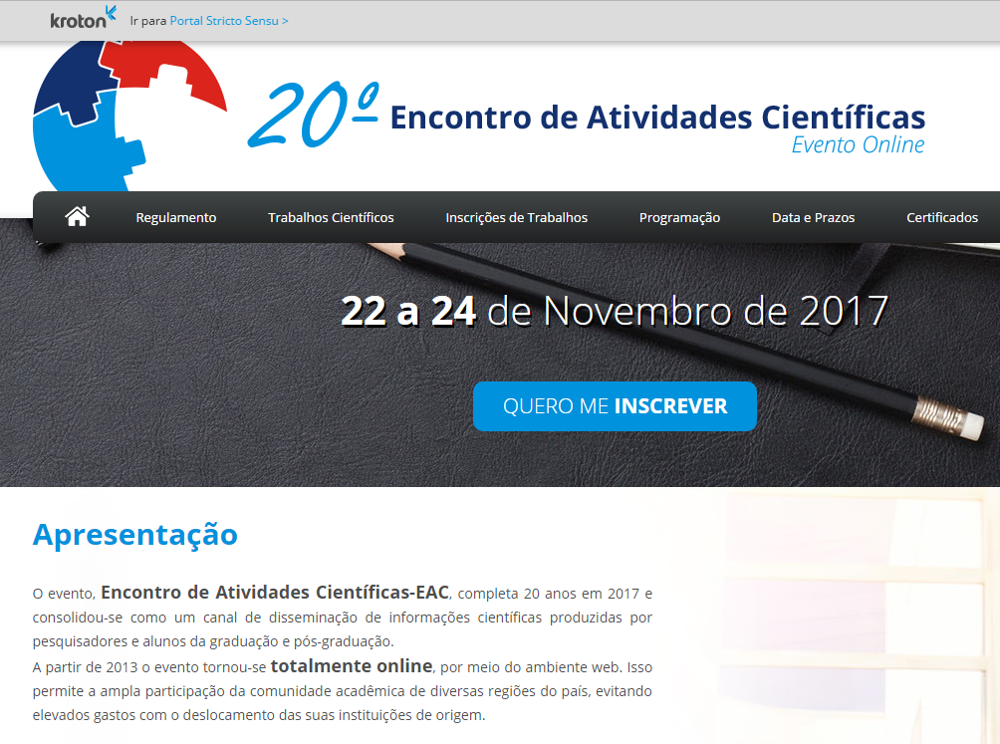 kroton Ir para Portal Stricto Sensu >
20º Encontro de Atividades Científicas
Evento Online
Regulamento Trabalhos Científicos Inscrições de Trabalhos Programação Data e Prazos Certificados
22 a 24 de Novembro de 2017
QUERO ME INSCREVER
Apresentação
O evento, Encontro de Atividades Científicas-EAC, completa 20 anos em 2017 e
consolidou-se como um canal de disseminação de informações científicas produzidas por
pesquisadores e alunos da graduação e pós-graduação.
A partir de 2013 o evento tornou-se totalmente online, por meio do ambiente web. Isso
permite a ampla participação da comunidade acadêmica de diversas regiões do país, evitando
elevados gastos com o deslocamento das suas instituições de origem.